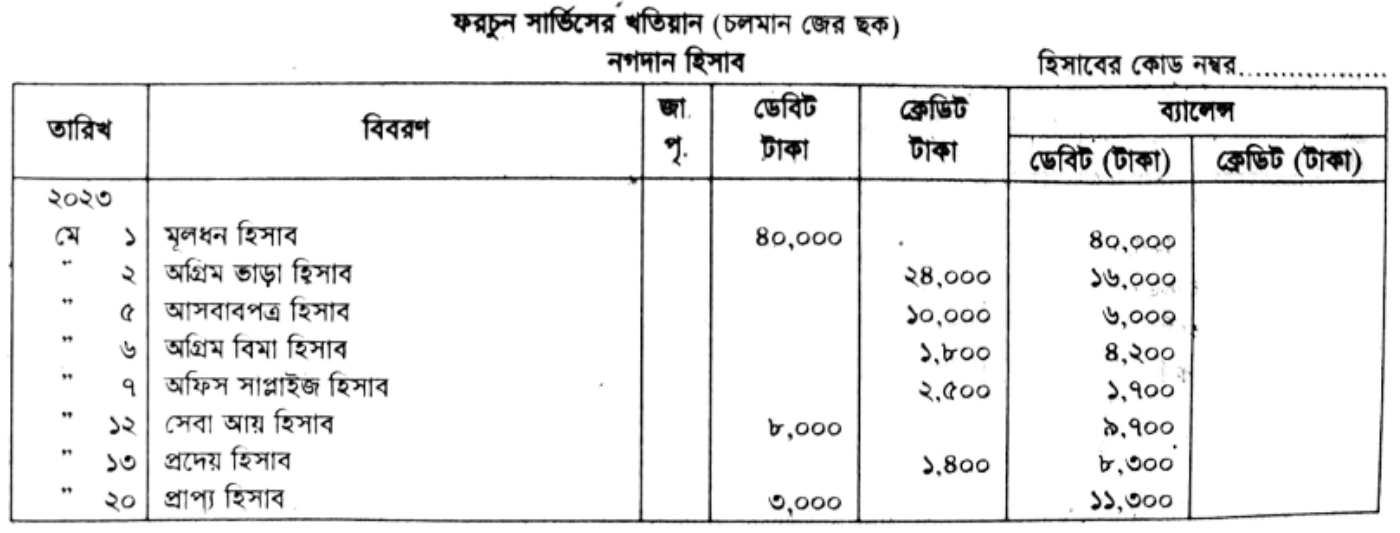 ফরচুন সার্ভিসের খতিয়ান (চলমান জের ছক)
নগদান হিসাব হিসাবের কোড নম্বর.................
তারিখ বিবরণ জা. পৃ. ডেবিট টাকা ক্রেডিট টাকা ব্যালেন্স
ডেবিট (টাকা) ক্রেডিট (টাকা)
২০২৩
মে ১ মূলধন হিসাব ৪০,০০০ ৪০,০০০
" ২ অগ্রিম ভাড়া হিসাব ২৪,০০০ ১৬,০০০
" ৫ আসবাবপত্র হিসাব ১০,০০০ ৬,০০০
" ৬ অগ্রিম বিমা হিসাব ১,৮০০ ৪,২০০
" ৭ অফিস সাপ্লাইজ হিসাব ২,৫০০ ১,৭০০
" ১২ সেবা আয় হিসাব ৮,০০০ ৯,৭০০
" ১৩ প্রদেয় হিসাব ১,৪০০ ৮,৩০০
" ২০ প্রাপ্য হিসাব ৩,০০০ ১১,৩০০